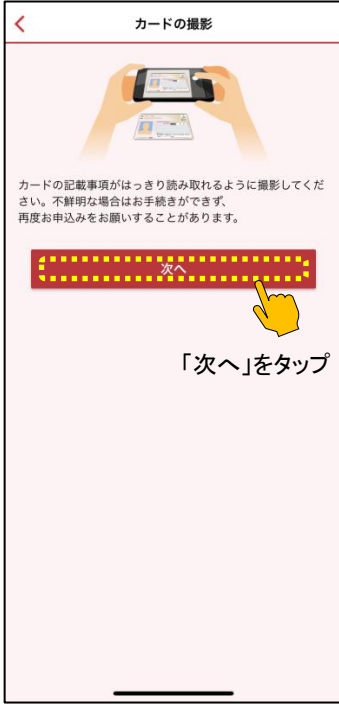 カードの撮影
カードの記載事項がはっきり読み取れるように撮影してくだ
さい。不鮮明な場合はお手続きができず、
再度お申込みをお願いすることがあります。
次へ
「次へ」をタップ